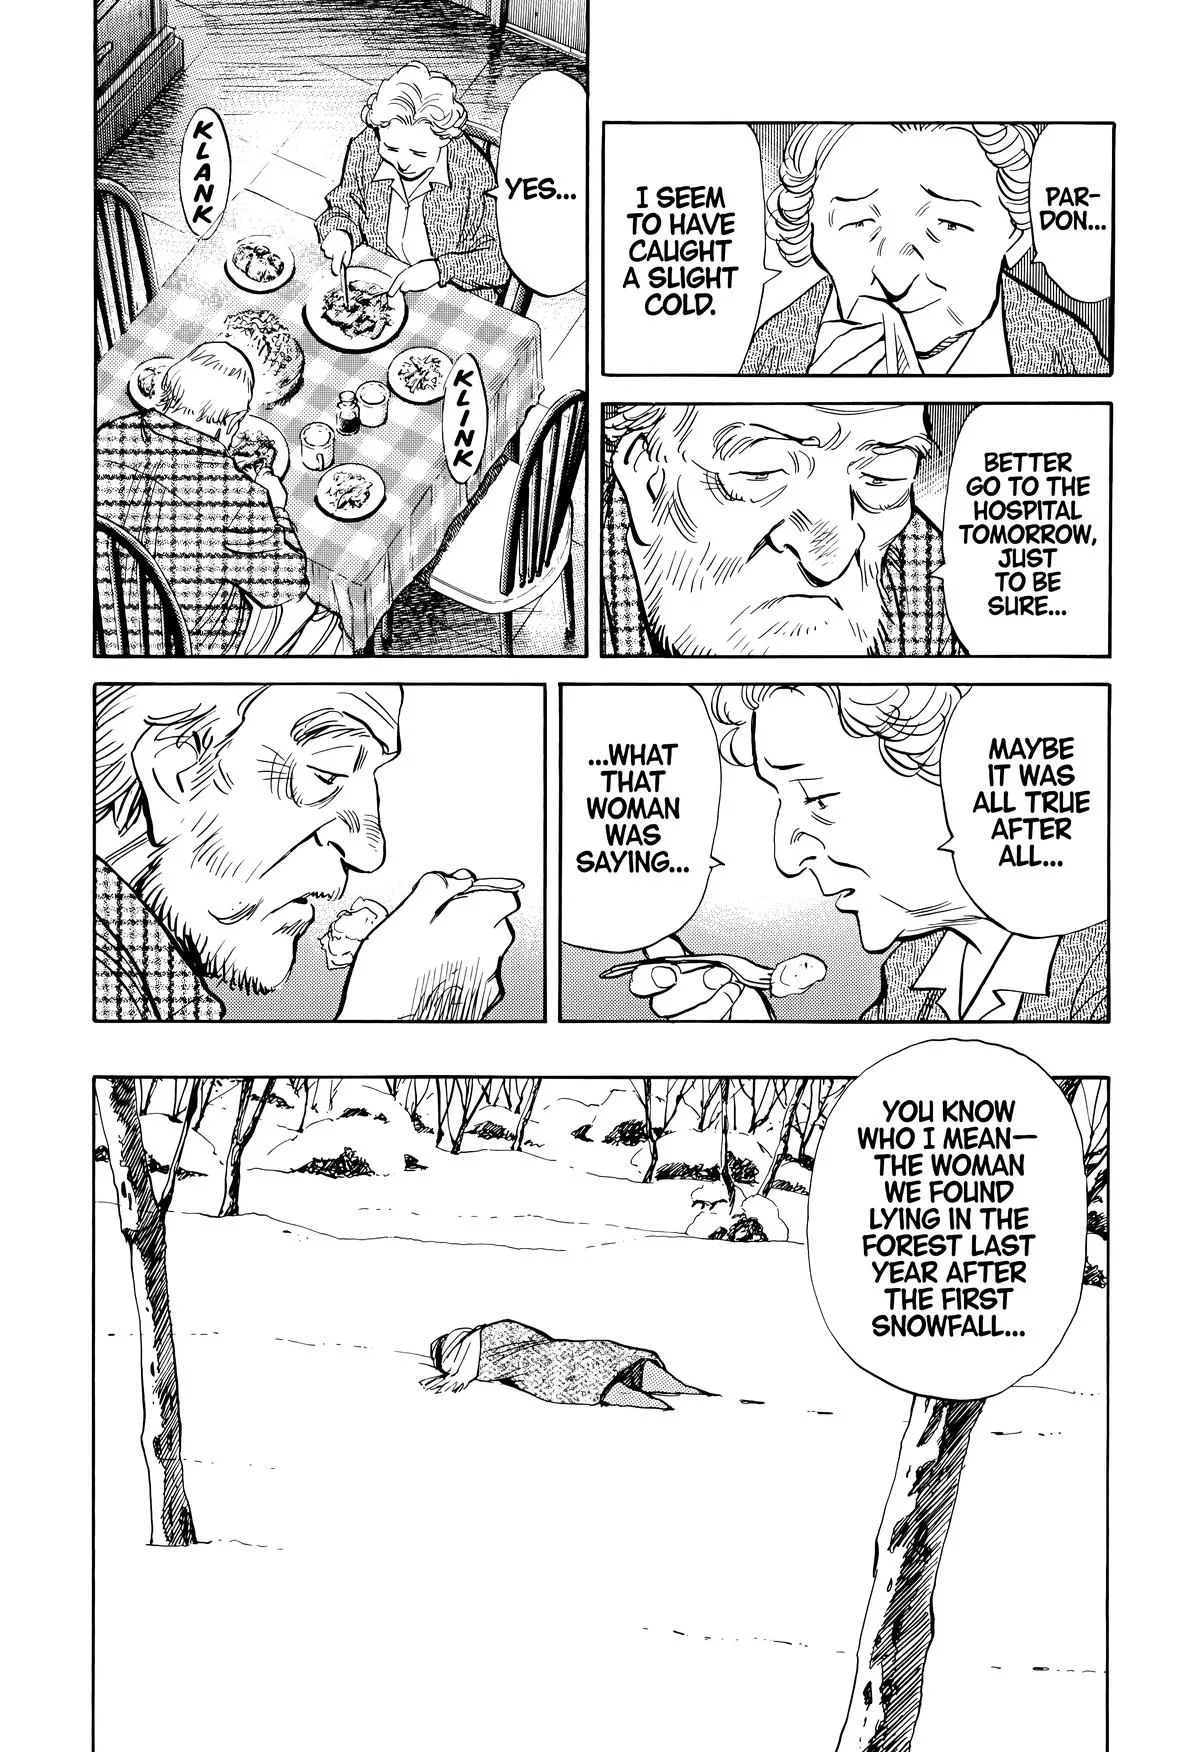 PAR-
DON...
I SEEM
TO HAVE
CAUGHT
A SLIGHT
COLD.
BETTER
GO TO THE
HOSPITAL
TOMORROW,
JUST
TO BE
SURE...
YES...
KLANK
KLINK
MAYBE
IT WAS
ALL TRUE
AFTER
ALL...
...WHAT
THAT
WOMAN
WAS
SAYING...
YOU KNOW
WHO I MEAN—
THE WOMAN
WE FOUND
LYING IN THE
FOREST LAST
YEAR AFTER
THE FIRST
SNOWFALL...